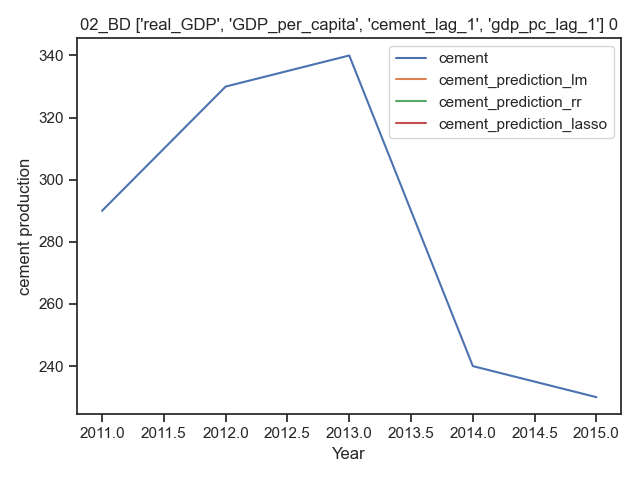 02_BD ['real_GDP', 'GDP_per_capita', 'cement_lag_1', 'gdp_pc_lag_1'] 0
cement
cement_prediction_lm
cement_prediction_rr
cement_prediction_lasso
cement production
340
320
300
280
260
240
2011.0 2011.5 2012.0 2012.5 2013.0 2013.5 2014.0 2014.5 2015.0
Year